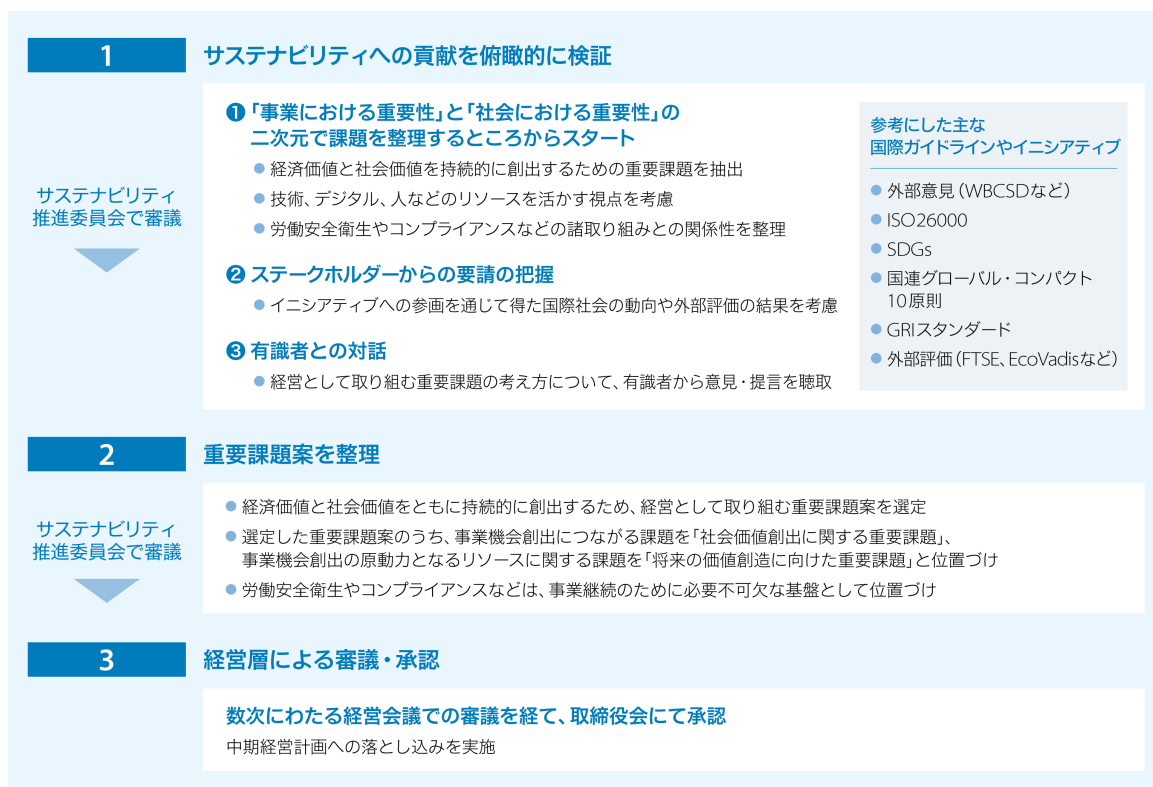 1
サステナビリティへの貢献を俯瞰的に検証
サステナビリティ
推進委員会で審議
❶「事業における重要性」と「社会における重要性」の
二次元で課題を整理するところからスタート
● 経済価値と社会価値を持続的に創出するための重要課題を抽出
● 技術、デジタル、人などのリソースを活かす視点を考慮
● 労働安全衛生やコンプライアンスなどの諸取り組みとの関係性を整理
❷ ステークホルダーからの要請の把握
● イニシアティブへの参画を通じて得た国際社会の動向や外部評価の結果を考慮
❸ 有識者との対話
● 経営として取り組む重要課題の考え方について、有識者から意見・提言を聴取
参考にした主な
国際ガイドラインやイニシアティブ
● 外部意見（WBCSDなど）
● ISO26000
● SDGs
● 国連グローバル・コンパクト
10原則
● GRIスタンダード
● 外部評価（FTSE、EcoVadisなど）
2
重要課題案を整理
サステナビリティ
推進委員会で審議
● 経済価値と社会価値をともに持続的に創出するため、経営として取り組む重要課題案を選定
● 選定した重要課題案のうち、事業機会創出につながる課題を「社会価値創出に関する重要課題」、
事業機会創出の原動力となるリソースに関する課題を「将来の価値創造に向けた重要課題」と位置づけ
● 労働安全衛生やコンプライアンスなどは、事業継続のために必要不可欠な基盤として位置づけ
3
経営層による審議・承認
数次にわたる経営会議での審議を経て、取締役会にて承認
中期経営計画への落とし込みを実施